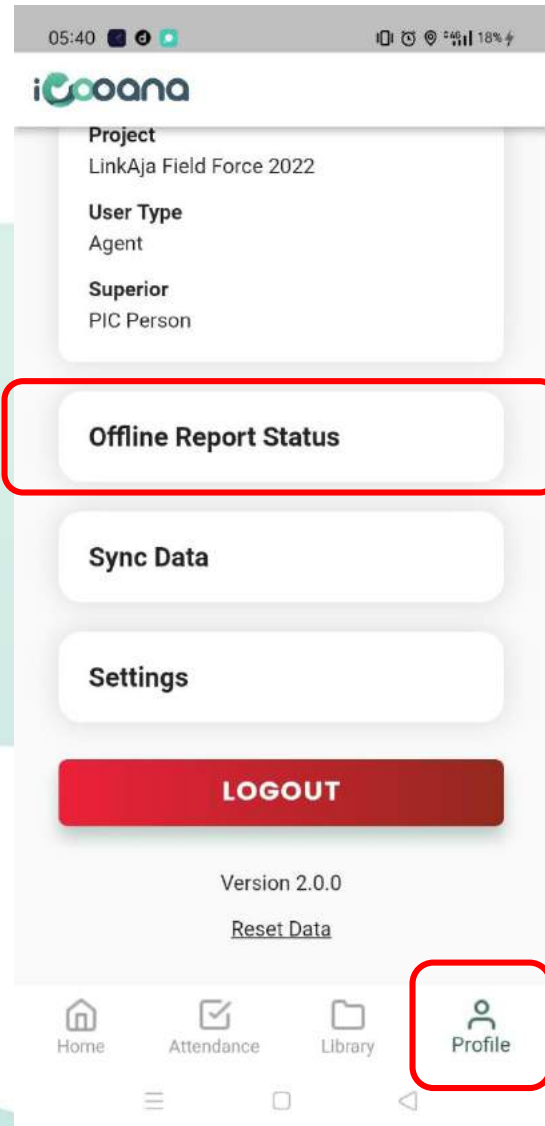 05:40 18%
icooana
Project
LinkAja Field Force 2022
User Type
Agent
Superior
PIC Person
Offline Report Status
Sync Data
Settings
LOGOUT
Version 2.0.0
Reset Data
Home Attendance Library Profile